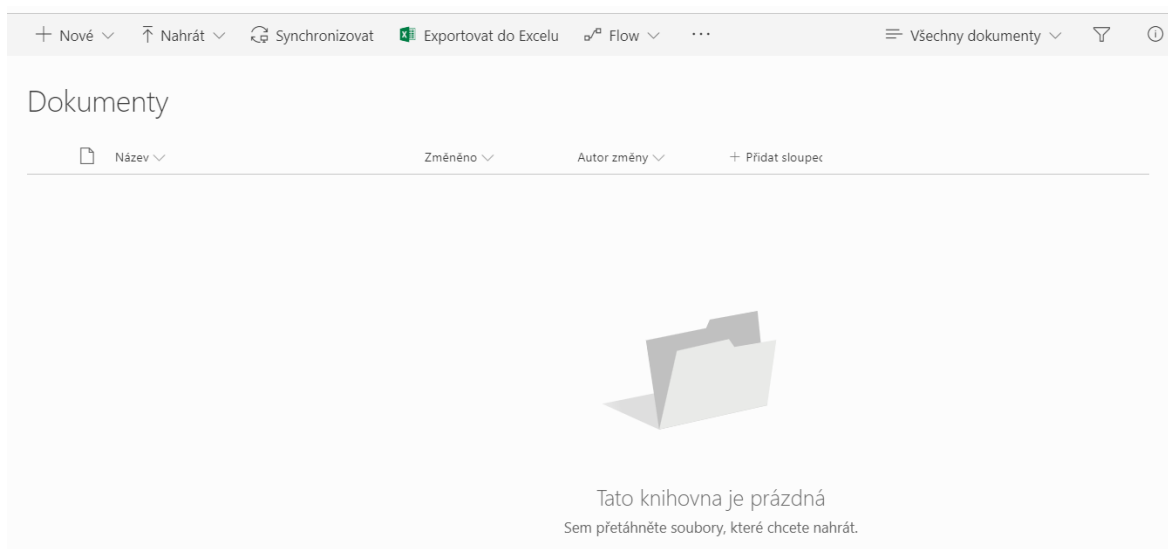 Nové Nahrát Synchronizovat Exportovat do Excelu Flow ··· Všechny dokumenty
Dokumenty
Název Změněno Autor změny Přidat sloupec
Tato knihovna je prázdná
Sem přetáhněte soubory, které chcete nahrát.